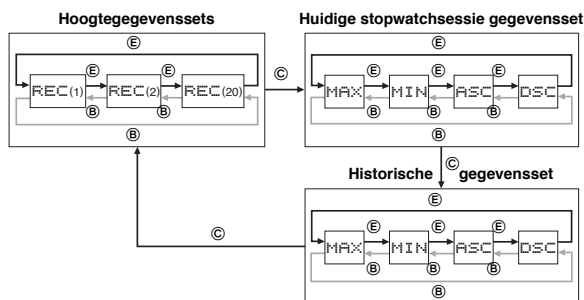 Hoogtegegevenssets
Ⓔ
Ⓔ Ⓔ
REC(1) REC(2) REC(20)
Ⓑ Ⓑ
Ⓑ
Ⓒ
Huidige stopwatchsessie gegevensset
Ⓔ
Ⓔ Ⓔ Ⓔ
MAX MIN ASC DSC
Ⓑ Ⓑ Ⓑ
Ⓑ
Ⓒ
Historische gegevensset
Ⓔ
Ⓔ Ⓔ Ⓔ
MAX MIN ASC DSC
Ⓑ Ⓑ Ⓑ
Ⓑ
Ⓒ